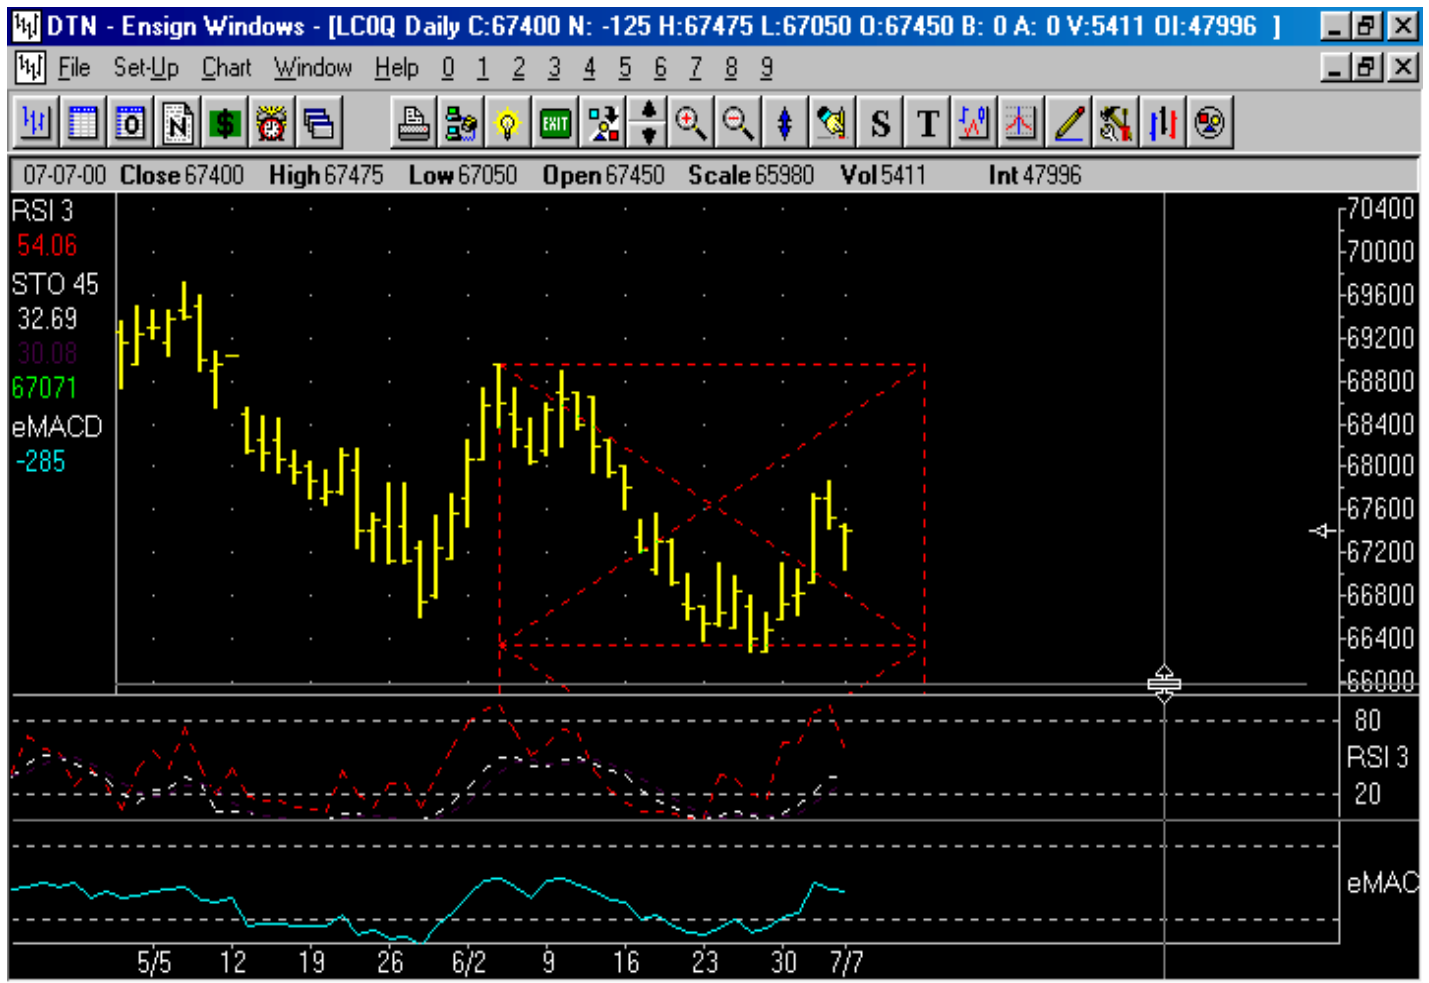 DTN - Ensign Windows - [LC0Q Daily C:67400 N: -125 H:67475 L:67050 O:67450 B: 0 A: 0 V:5411 OI:47996 ]
File Set-Up Chart Window Help 0 1 2 3 4 5 6 7 8 9
O N $ EXIT S T
07-07-00 Close 67400 High 67475 Low 67050 Open 67450 Scale 65980 Vol 5411 Int 47996
RSI 3
54.06
STO 45
32.69
30.08
67071
eMACD
-285
70400
70000
69600
69200
68800
68400
68000
67600
67200
66800
66400
66000
80
RSI 3
20
eMAC
5/5 12 19 26 6/2 9 16 23 30 7/7